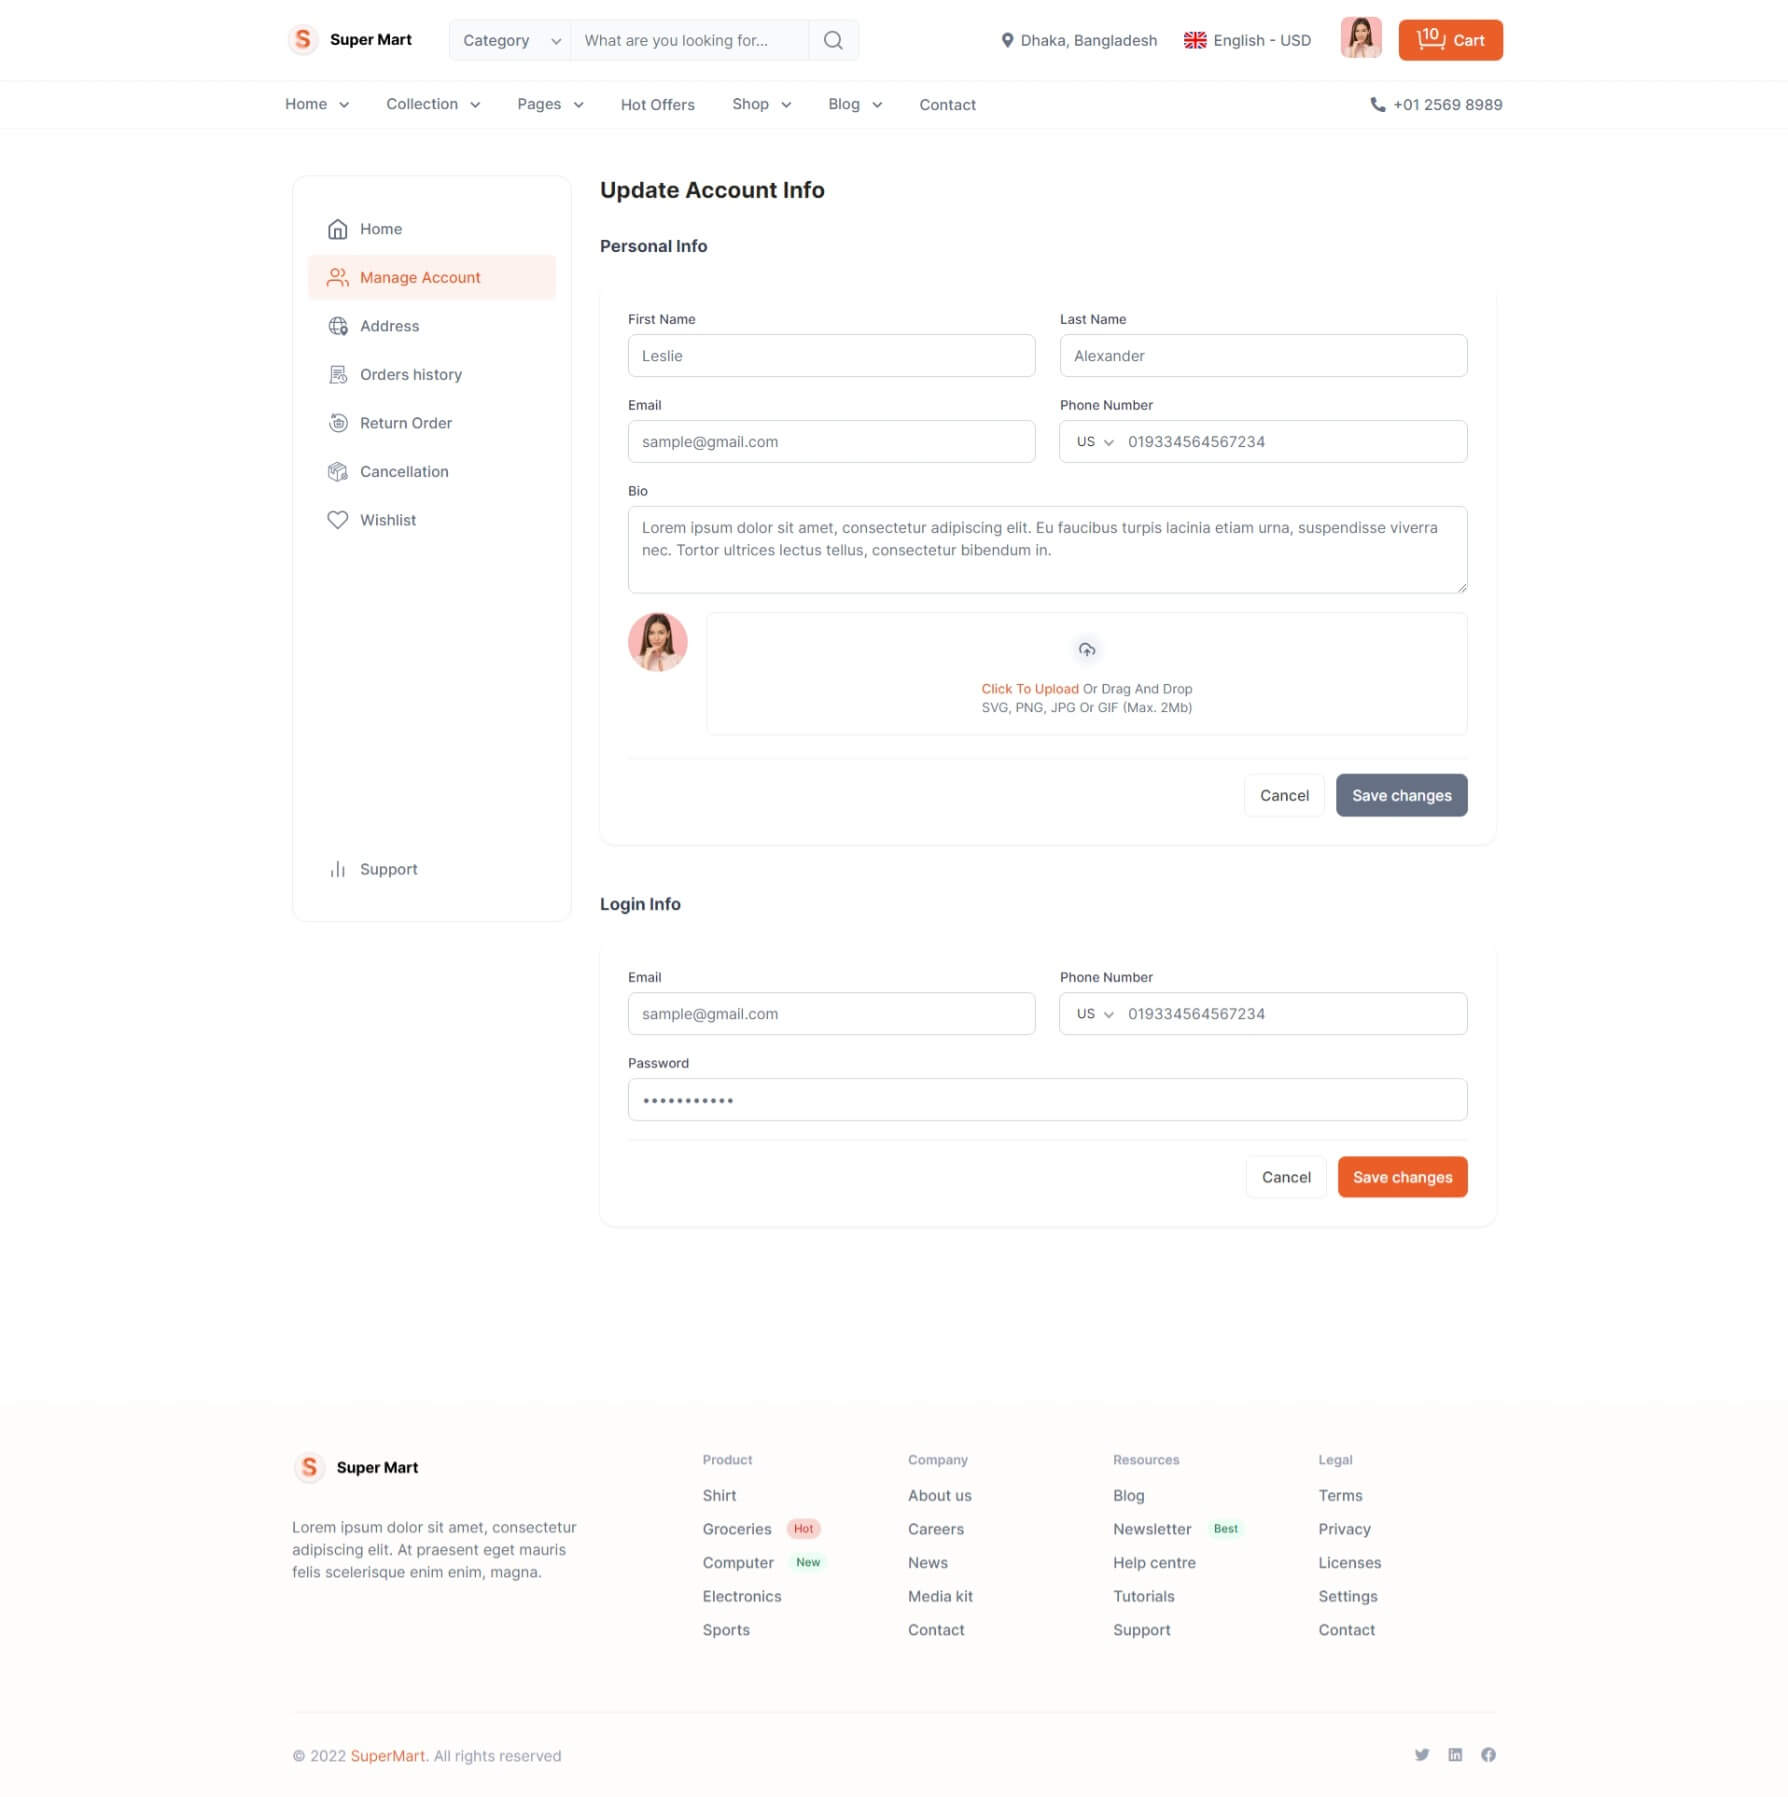 Super Mart
Category
What are you looking for...
Dhaka, Bangladesh
English - USD
10 Cart
Home
Collection
Pages
Hot Offers
Shop
Blog
Contact
+01 2569 8989
Home
Manage Account
Address
Orders history
Return Order
Cancellation
Wishlist
Support
Update Account Info
Personal Info
First Name
Leslie
Last Name
Alexander
Email
sample@gmail.com
Phone Number
US 019334564567234
Bio
Lorem ipsum dolor sit amet, consectetur adipiscing elit. Eu faucibus turpis lacinia etiam urna, suspendisse viverra
nec. Tortor ultrices lectus tellus, consectetur bibendum in.
Click To Upload Or Drag And Drop
SVG, PNG, JPG Or GIF (Max. 2Mb)
Cancel
Save changes
Login Info
Email
sample@gmail.com
Phone Number
US 019334564567234
Password
•••••••••••
Cancel
Save changes
S Super Mart
Lorem ipsum dolor sit amet, consectetur
adipiscing elit. At praesent eget mauris
felis scelerisque enim enim, magna.
Product
Shirt
Groceries Hot
Computer New
Electronics
Sports
Company
About us
Careers
News
Media kit
Contact
Resources
Blog
Newsletter Best
Help centre
Tutorials
Support
Legal
Terms
Privacy
Licenses
Settings
Contact
© 2022 SuperMart. All rights reserved